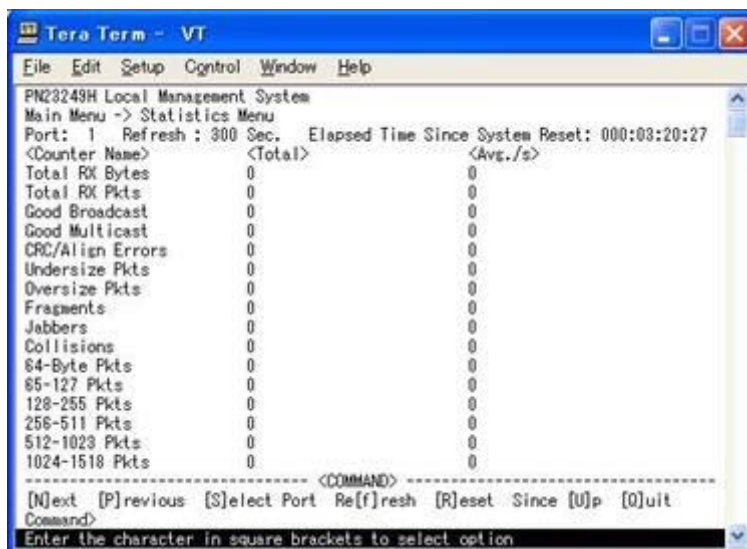 Tera Term - VT
File Edit Setup Control Window Help
PN23249H Local Management System
Main Menu -> Statistics Menu
Port: 1 Refresh : 300 Sec. Elapsed Time Since System Reset: 000:03:20:27
<Counter Name> <Total> <Avg./s>
Total RX Bytes 0 0
Total RX Pkts 0 0
Good Broadcast 0 0
Good Multicast 0 0
CRC/Align Errors 0 0
Undersize Pkts 0 0
Oversize Pkts 0 0
Fragments 0 0
Jabbers 0 0
Collisions 0 0
64-Byte Pkts 0 0
65-127 Pkts 0 0
128-255 Pkts 0 0
256-511 Pkts 0 0
512-1023 Pkts 0 0
1024-1518 Pkts 0 0
<COMMAND>
[N]ext [P]revious [S]elect Port Re[f]resh [R]eset Since [U]p [Q]uit
Command>
Enter the character in square brackets to select option